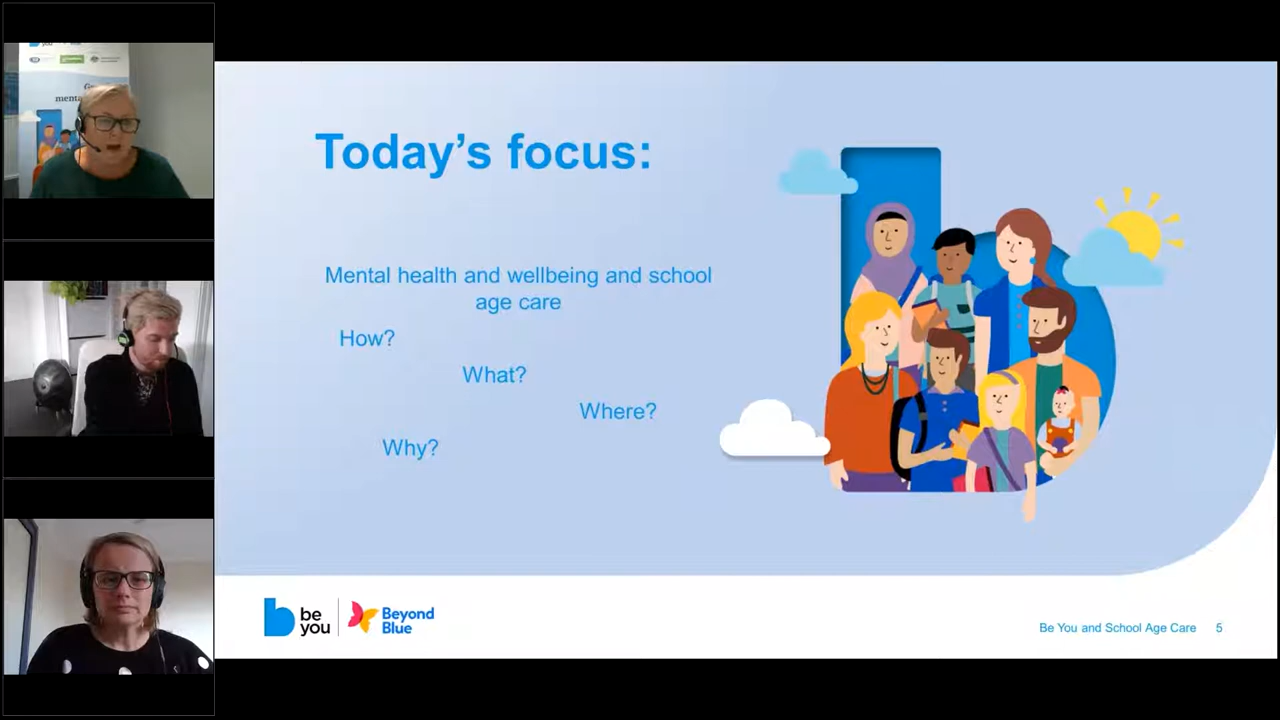 Today's focus:
Mental health and wellbeing and school
age care
How?
What?
Where?
Why?
be
you
Beyond
Blue
Be You and School Age Care 5